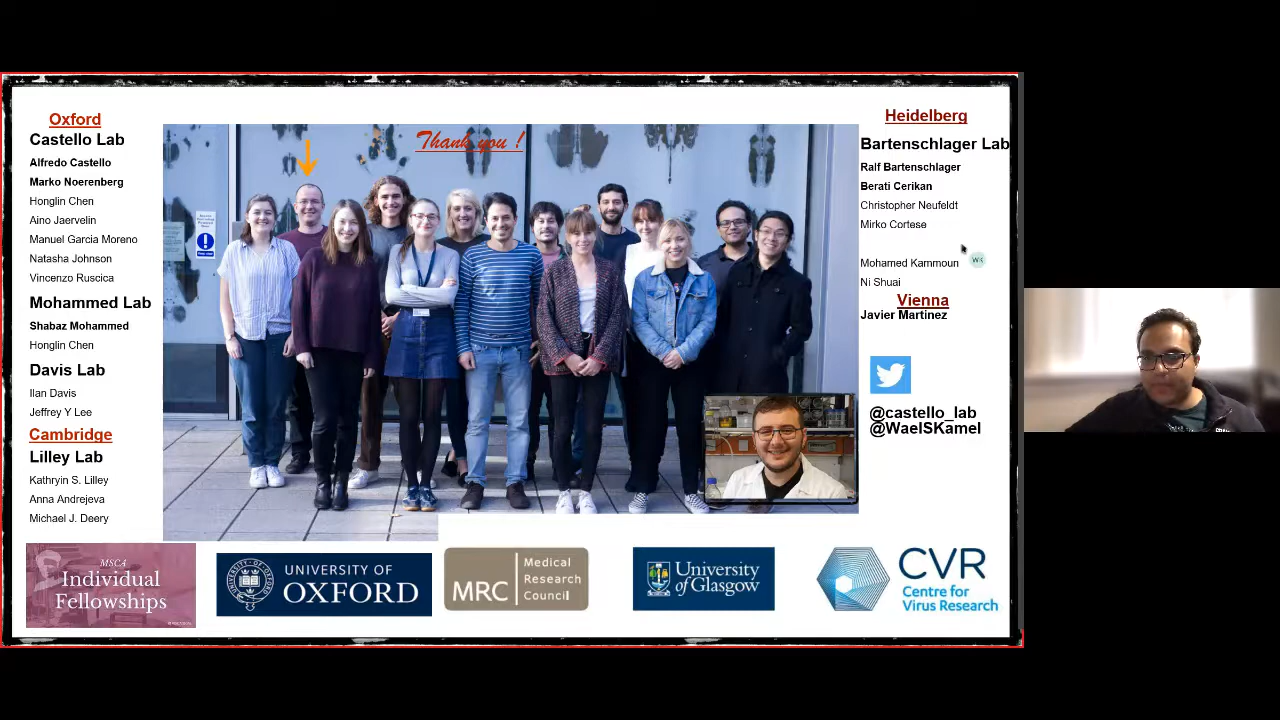 Oxford
Castello Lab
Alfredo Castello
Marko Noerenberg
Honglin Chen
Aino Jaervelin
Manuel Garcia Moreno
Natasha Johnson
Vincenzo Ruscica
Mohammed Lab
Shabaz Mohammed
Honglin Chen
Davis Lab
Ilan Davis
Jeffrey Y Lee
Cambridge
Lilley Lab
Kathryin S. Lilley
Anna Andrejeva
Michael J. Deery
Thank you !
Heidelberg
Bartenschlager Lab
Ralf Bartenschlager
Berati Cerikan
Christopher Neufeldt
Mirko Cortese
Mohamed Kammoun
WK
Ni Shuai
Vienna
Javier Martinez
@castello_lab
@WaelSKamel
MSCA
Individual
Fellowships
UNIVERSITY OF
OXFORD
MRC
Medical
Research
Council
University
of Glasgow
CVR
Centre for
Virus Research